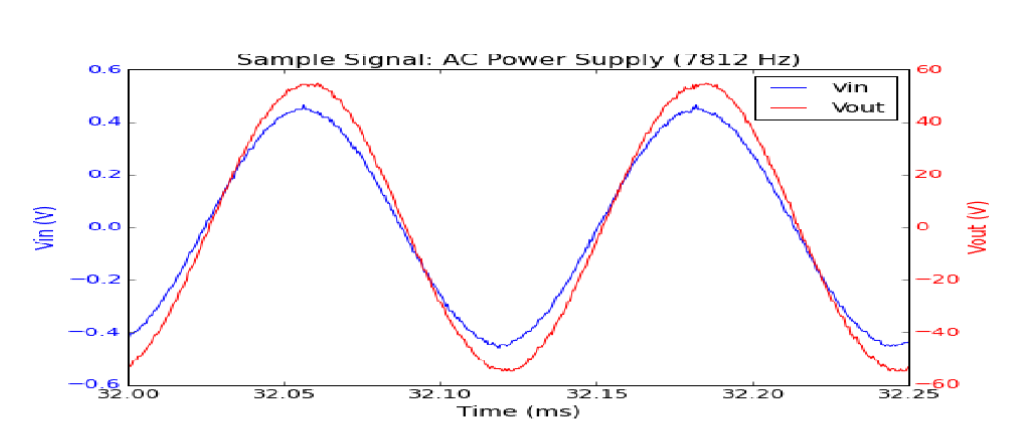 Sample Signal: AC Power Supply (7812 Hz)
0.6
0.4
0.2
0.0
−0.2
−0.4
−0.6
Vin (V)
Vin
Vout
60
40
20
0
−20
−40
−60
Vout (V)
32.00 32.05 32.10 32.15 32.20 32.25
Time (ms)